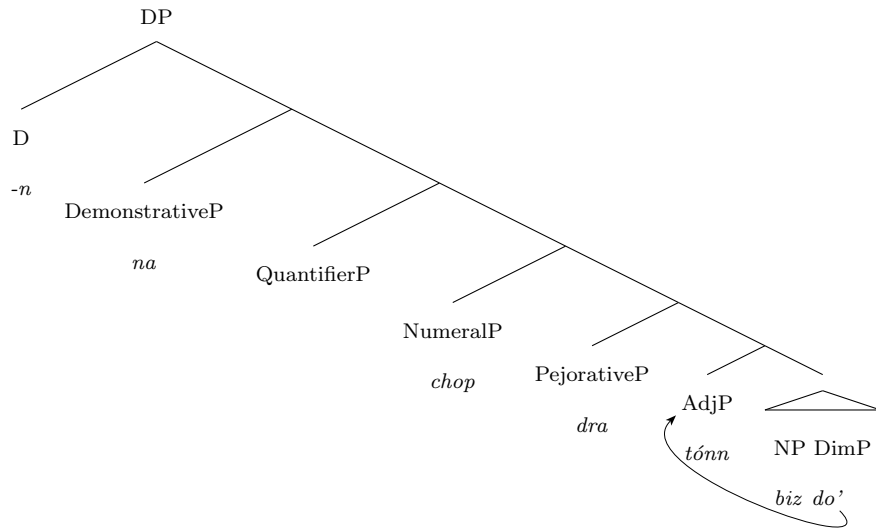 DP
D
-n
DemonstrativeP
na
QuantifierP
NumeralP
chop
PejorativeP
dra
AdjP
tónn
NP DimP
biz do'